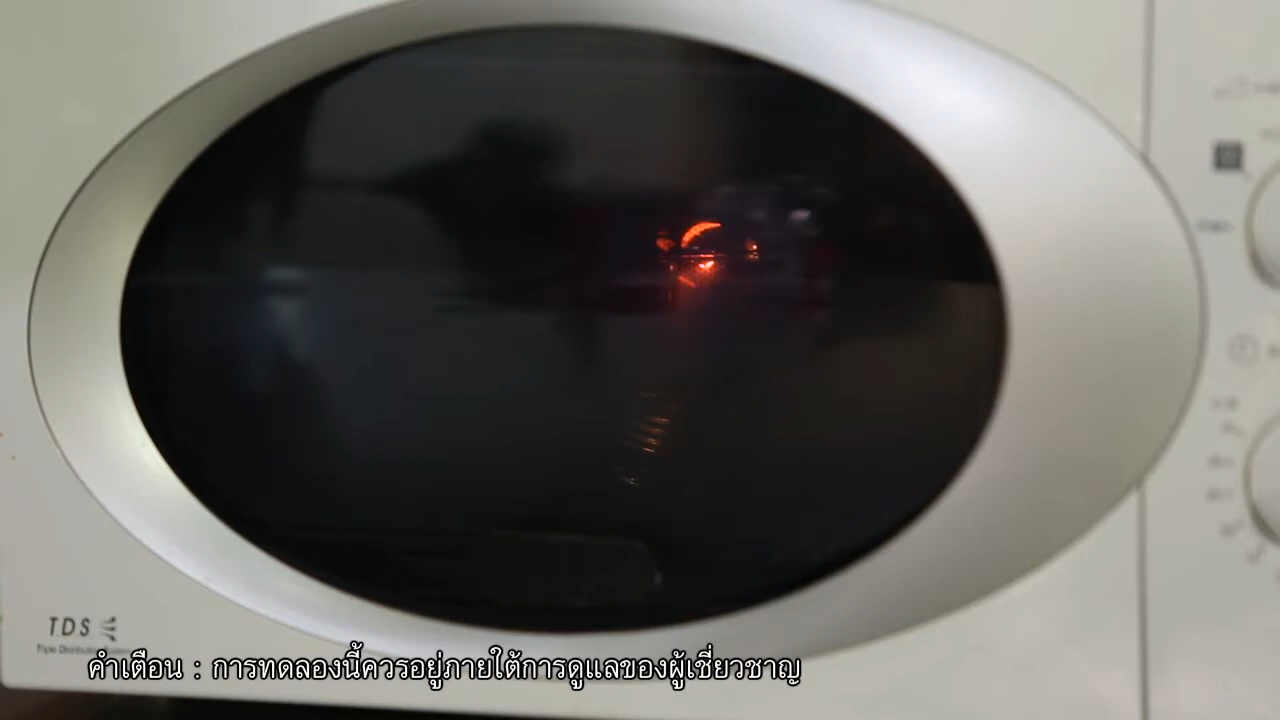 TDS
คำเตือน : การทดลองนี้ควรอยู่ภายใต้การดูแลของผู้เชี่ยวชาญ